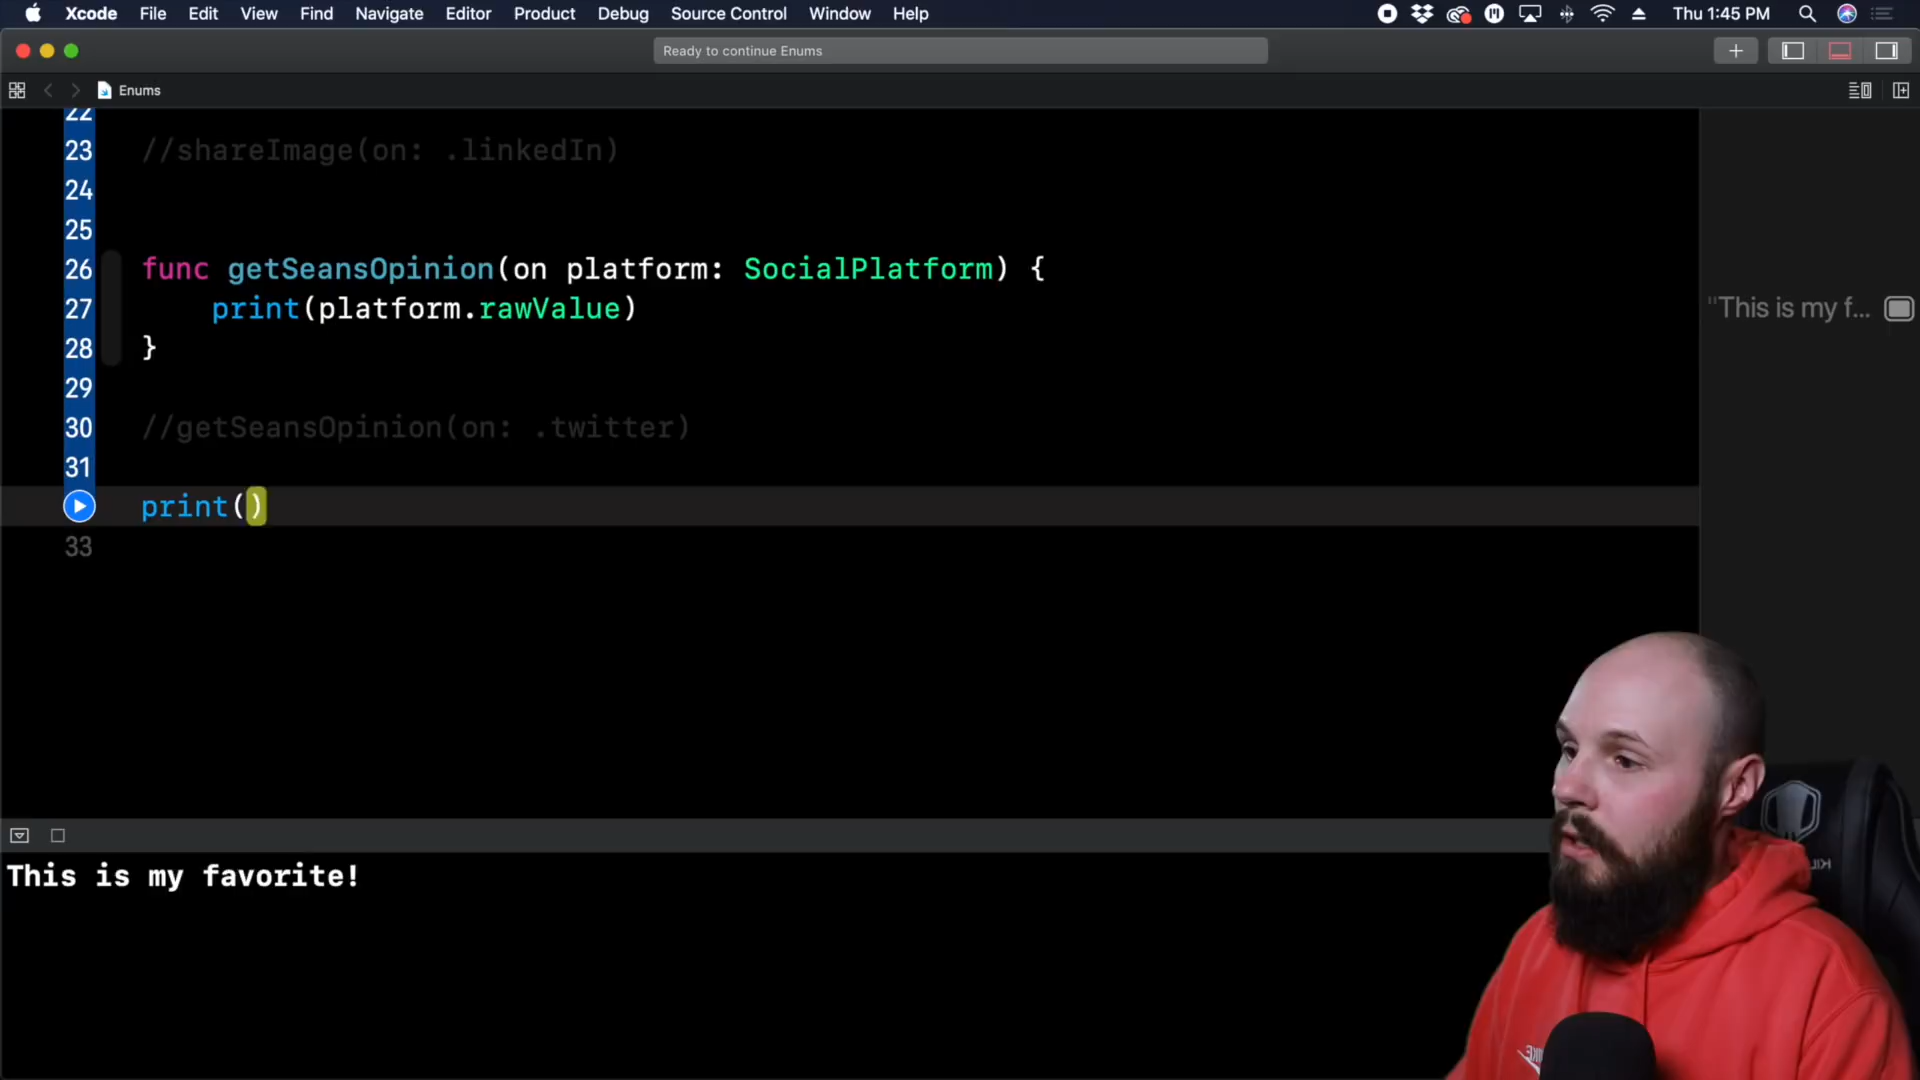 Xcode File Edit View Find Navigate Editor Product Debug Source Control Window Help Thu 1:45 PM
Ready to continue Enums
Enums
22
23 //shareImage(on: .linkedIn)
24
25
26 func getSeansOpinion(on platform: SocialPlatform) {
27 print(platform.rawValue) "This is my f...
28 }
29
30 //getSeansOpinion(on: .twitter)
31
print()
33
This is my favorite!